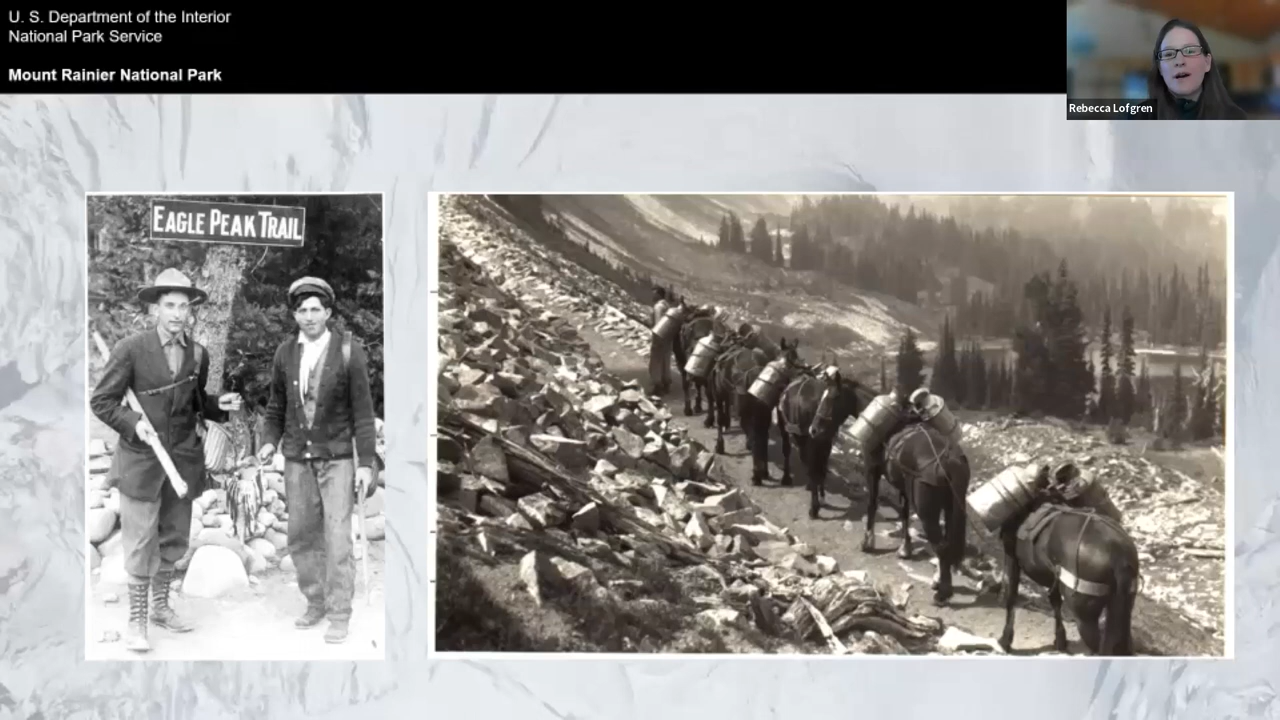 U. S. Department of the Interior
National Park Service
Mount Rainier National Park
Rebecca Lofgren
EAGLE PEAK TRAIL